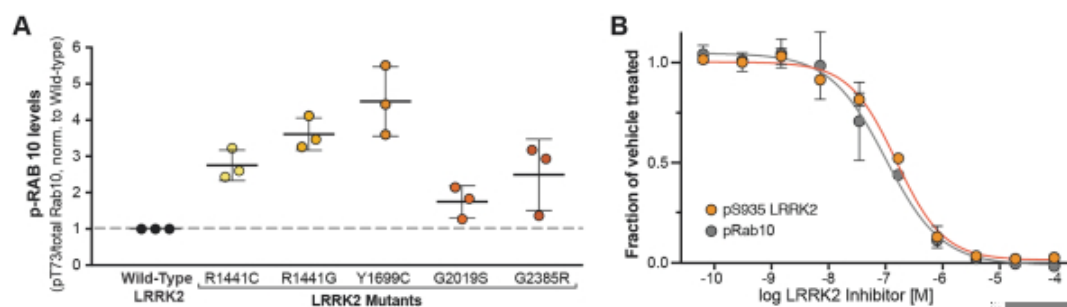 A
p-RAB 10 levels
(pT73/total Rab10, norm. to Wild-type)
6
5
4
3
2
1
0
Wild-Type
LRRK2
R1441C
R1441G
Y1699C
G2019S
G2385R
LRRK2 Mutants
B
Fraction of vehicle treated
1.0
0.5
0.0
pS935 LRRK2
pRab10
-10
-9
-8
-7
-6
-5
-4
log LRRK2 Inhibitor [M]